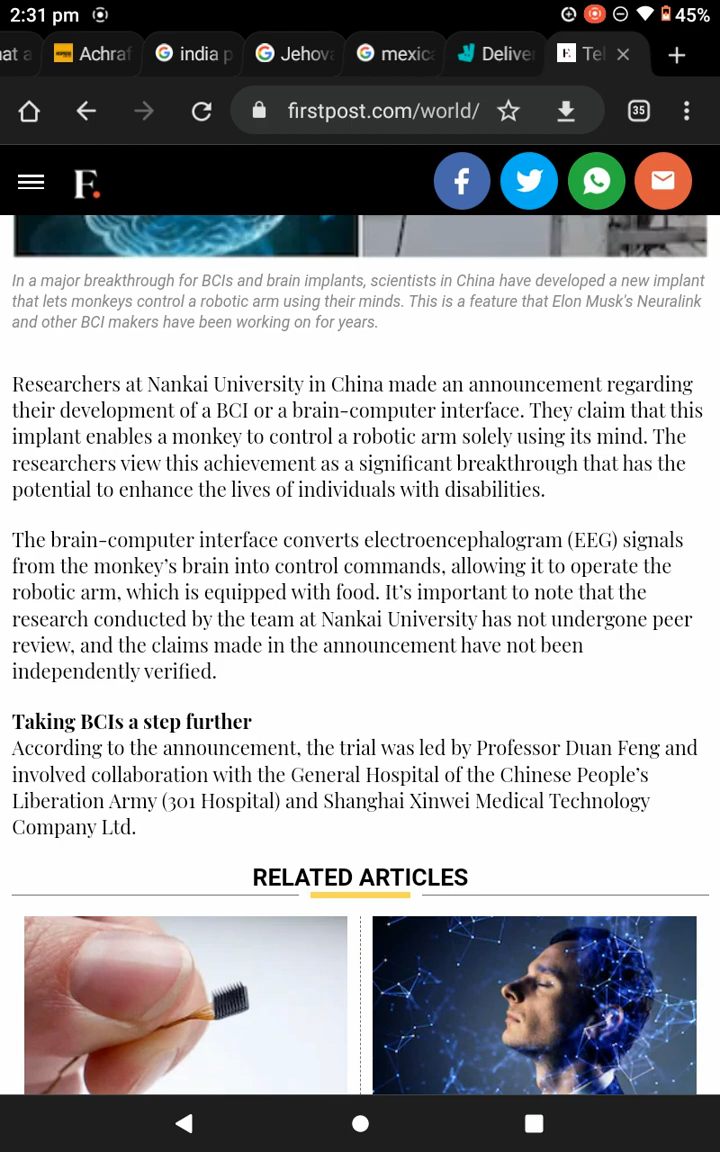 2:31 pm
45%
Achraf
india p
Jehova
mexica
Deliver
Tel
firstpost.com/world/
35
F.
In a major breakthrough for BCIs and brain implants, scientists in China have developed a new implant
that lets monkeys control a robotic arm using their minds. This is a feature that Elon Musk's Neuralink
and other BCI makers have been working on for years.
Researchers at Nankai University in China made an announcement regarding
their development of a BCI or a brain-computer interface. They claim that this
implant enables a monkey to control a robotic arm solely using its mind. The
researchers view this achievement as a significant breakthrough that has the
potential to enhance the lives of individuals with disabilities.
The brain-computer interface converts electroencephalogram (EEG) signals
from the monkey's brain into control commands, allowing it to operate the
robotic arm, which is equipped with food. It's important to note that the
research conducted by the team at Nankai University has not undergone peer
review, and the claims made in the announcement have not been
independently verified.
Taking BCIs a step further
According to the announcement, the trial was led by Professor Duan Feng and
involved collaboration with the General Hospital of the Chinese People's
Liberation Army (301 Hospital) and Shanghai Xinwei Medical Technology
Company Ltd.
RELATED ARTICLES